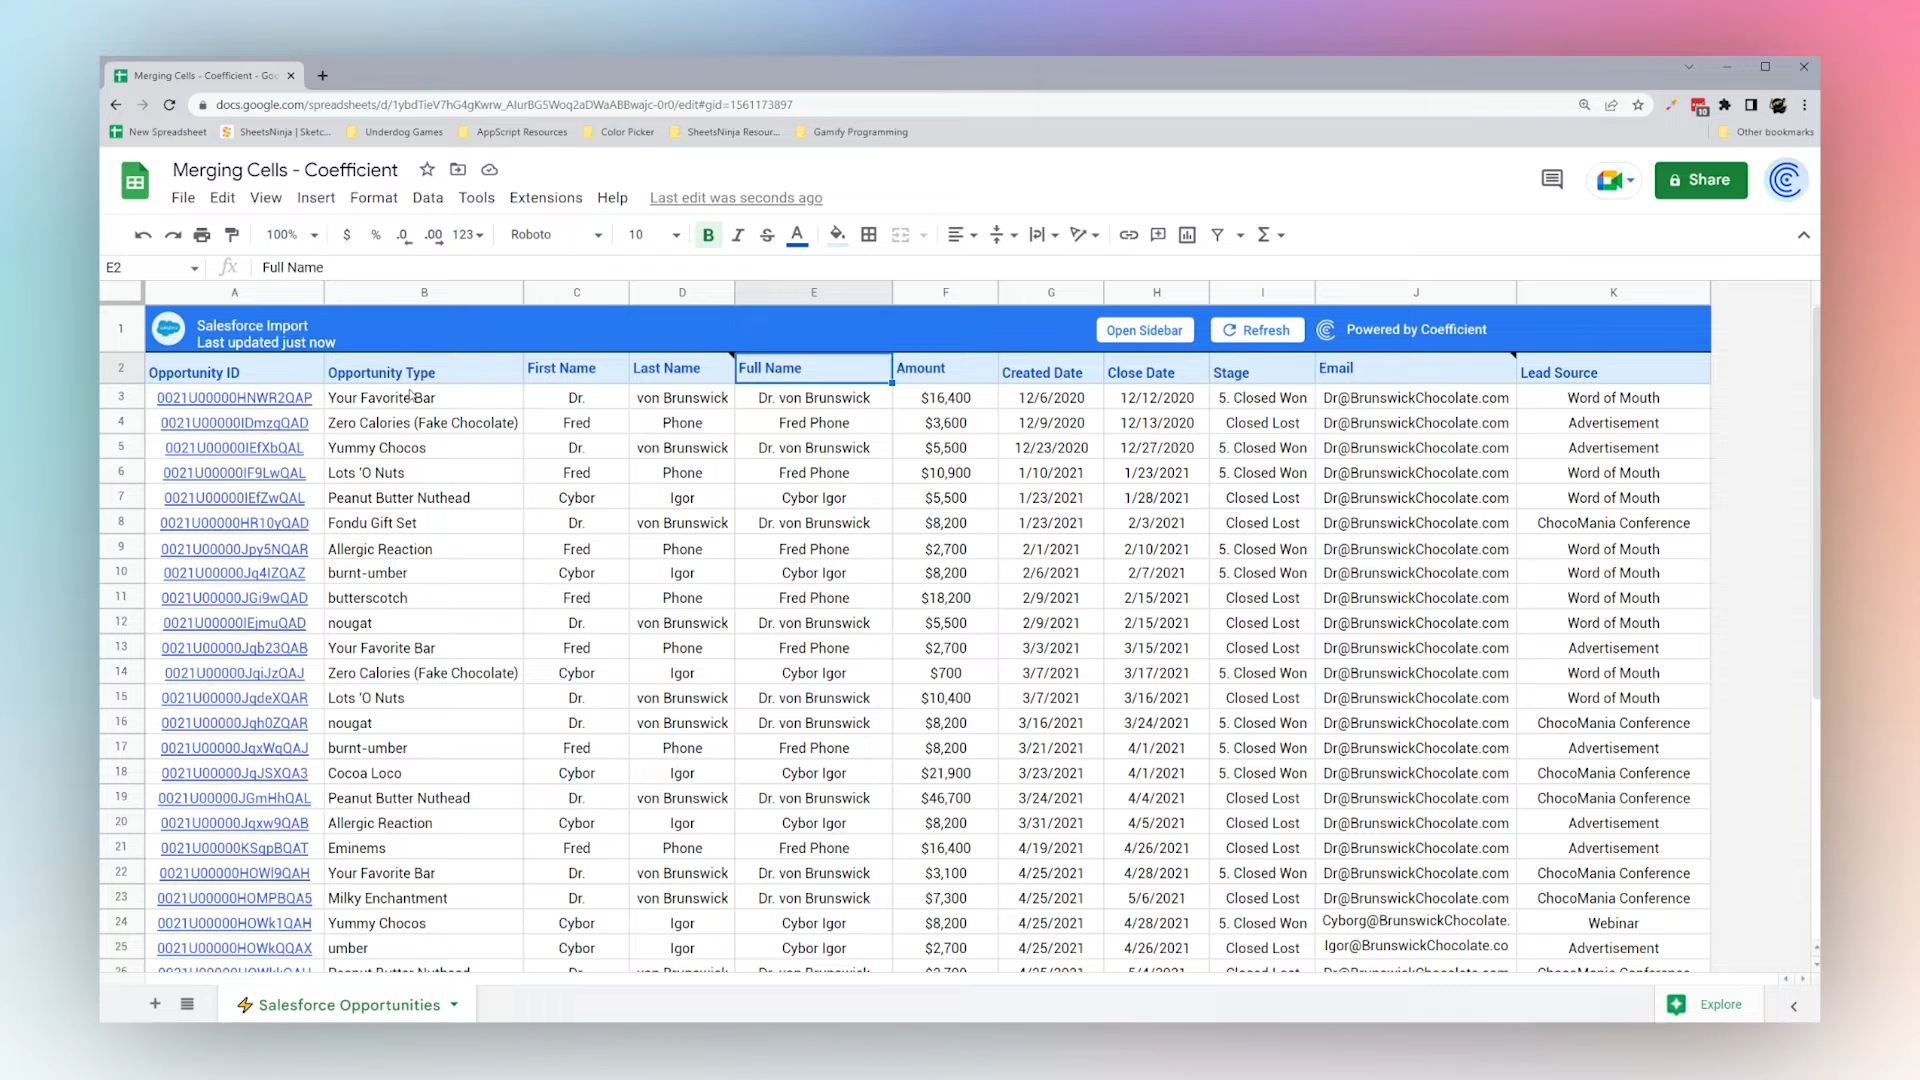 Merging Cells - Coefficient - Goo
docs.google.com/spreadsheets/d/1ybdTieV7hG4gKwrw_AIurBG5Woq2aDWaABBwajc-0r0/edit#gid=1561173897
New Spreadsheet SheetsNinja | Sketc... Underdog Games AppScript Resources Color Picker SheetsNinja Resour... Gamify Programming Other bookmarks
Merging Cells - Coefficient
File Edit View Insert Format Data Tools Extensions Help Last edit was seconds ago
Share
100% $ % .0 .00 123 Roboto 10 B I S A
E2 fx Full Name
A B C D E F G H I J K
1 Salesforce Import Open Sidebar Refresh Powered by Coefficient
Last updated just now
2 Opportunity ID Opportunity Type First Name Last Name Full Name Amount Created Date Close Date Stage Email Lead Source
3 0021U00000HNWR2QAP Your Favorite Bar Dr. von Brunswick Dr. von Brunswick $16,400 12/6/2020 12/12/2020 5. Closed Won Dr@BrunswickChocolate.com Word of Mouth
4 0021U00000IDmzqQAD Zero Calories (Fake Chocolate) Fred Phone Fred Phone $3,600 12/9/2020 12/13/2020 Closed Lost Dr@BrunswickChocolate.com Advertisement
5 0021U00000IEfXbQAL Yummy Chocos Dr. von Brunswick Dr. von Brunswick $5,500 12/23/2020 12/27/2020 5. Closed Won Dr@BrunswickChocolate.com Advertisement
6 0021U00000IF9LwQAL Lots 'O Nuts Fred Phone Fred Phone $10,900 1/10/2021 1/23/2021 5. Closed Won Dr@BrunswickChocolate.com Word of Mouth
7 0021U00000IEfZwQAL Peanut Butter Nuthead Cybor Igor Cybor Igor $5,500 1/23/2021 1/28/2021 Closed Lost Dr@BrunswickChocolate.com Word of Mouth
8 0021U00000HR10yQAD Fondu Gift Set Dr. von Brunswick Dr. von Brunswick $8,200 1/23/2021 2/3/2021 Closed Lost Dr@BrunswickChocolate.com ChocoMania Conference
9 0021U00000Jpy5NQAR Allergic Reaction Fred Phone Fred Phone $2,700 2/1/2021 2/10/2021 5. Closed Won Dr@BrunswickChocolate.com Word of Mouth
10 0021U00000Jq4IZQAZ burnt-umber Cybor Igor Cybor Igor $8,200 2/6/2021 2/7/2021 5. Closed Won Dr@BrunswickChocolate.com Word of Mouth
11 0021U00000JGi9wQAD butterscotch Fred Phone Fred Phone $18,200 2/9/2021 2/15/2021 Closed Lost Dr@BrunswickChocolate.com Word of Mouth
12 0021U00000IEjmuQAD nougat Dr. von Brunswick Dr. von Brunswick $5,500 2/9/2021 2/15/2021 Closed Lost Dr@BrunswickChocolate.com Word of Mouth
13 0021U00000Jqb23QAB Your Favorite Bar Fred Phone Fred Phone $2,700 3/3/2021 3/15/2021 Closed Lost Dr@BrunswickChocolate.com Advertisement
14 0021U00000JqiJzQAJ Zero Calories (Fake Chocolate) Cybor Igor Cybor Igor $700 3/7/2021 3/17/2021 5. Closed Won Dr@BrunswickChocolate.com Word of Mouth
15 0021U00000JqdeXQAR Lots 'O Nuts Dr. von Brunswick Dr. von Brunswick $10,400 3/7/2021 3/16/2021 Closed Lost Dr@BrunswickChocolate.com Word of Mouth
16 0021U00000Jqh0ZQAR nougat Dr. von Brunswick Dr. von Brunswick $8,200 3/16/2021 3/24/2021 5. Closed Won Dr@BrunswickChocolate.com ChocoMania Conference
17 0021U00000JqxWqQAJ burnt-umber Fred Phone Fred Phone $8,200 3/21/2021 4/1/2021 5. Closed Won Dr@BrunswickChocolate.com Advertisement
18 0021U00000JqJSXQA3 Cocoa Loco Cybor Igor Cybor Igor $21,900 3/23/2021 4/1/2021 5. Closed Won Dr@BrunswickChocolate.com ChocoMania Conference
19 0021U00000JGmHhQAL Peanut Butter Nuthead Dr. von Brunswick Dr. von Brunswick $46,700 3/24/2021 4/4/2021 Closed Lost Dr@BrunswickChocolate.com ChocoMania Conference
20 0021U00000Jqxw9QAB Allergic Reaction Cybor Igor Cybor Igor $8,200 3/31/2021 4/5/2021 Closed Lost Dr@BrunswickChocolate.com Advertisement
21 0021U00000KSqpBQAT Eminems Fred Phone Fred Phone $16,400 4/19/2021 4/26/2021 Closed Lost Dr@BrunswickChocolate.com Advertisement
22 0021U00000HOWl9QAH Your Favorite Bar Dr. von Brunswick Dr. von Brunswick $3,100 4/25/2021 4/28/2021 5. Closed Won Dr@BrunswickChocolate.com ChocoMania Conference
23 0021U00000HOMPBQA5 Milky Enchantment Dr. von Brunswick Dr. von Brunswick $7,300 4/25/2021 5/6/2021 Closed Lost Dr@BrunswickChocolate.com ChocoMania Conference
24 0021U00000HOWk1QAH Yummy Chocos Cybor Igor Cybor Igor $8,200 4/25/2021 4/28/2021 5. Closed Won Cyborg@BrunswickChocolate. Webinar
25 0021U00000HOWkQQAX umber Cybor Igor Cybor Igor $2,700 4/25/2021 4/26/2021 Closed Lost Igor@BrunswickChocolate.co Advertisement
Salesforce Opportunities Explore